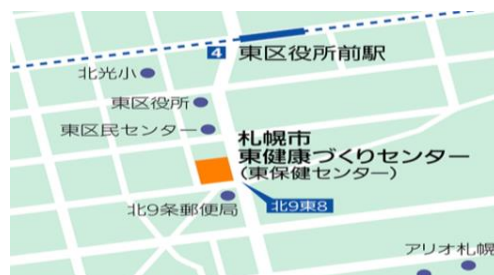 4 東区役所前駅
北光小
東区役所
東区民センター
札幌市
東健康づくりセンター
(東保健センター)
北9条郵便局
北9東8
アリオ札幌